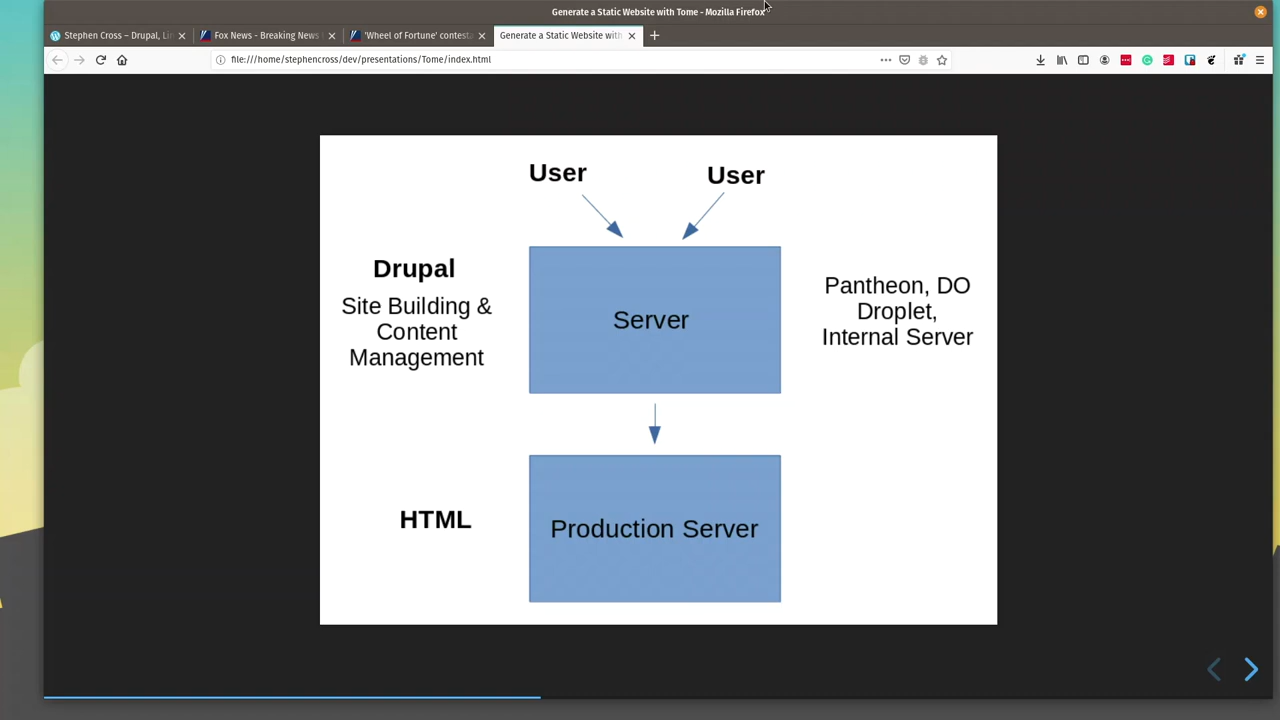 Generate a Static Website with Tome - Mozilla Firefox
Stephen Cross – Drupal, Lin
Fox News - Breaking News
'Wheel of Fortune' contesta
Generate a Static Website with
file:///home/stephencross/dev/presentations/Tome/index.html
User
User
Drupal
Site Building &
Content
Management
Server
Pantheon, DO
Droplet,
Internal Server
HTML
Production Server